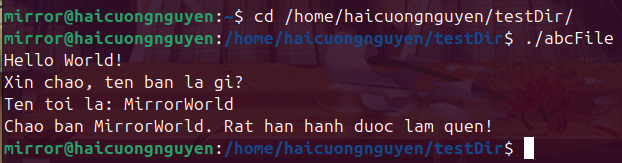 mirror@haicuongnguyen:~$ cd /home/haicuongnguyen/testDir/
mirror@haicuongnguyen:/home/haicuongnguyen/testDir$ ./abcFile
Hello World!
Xin chao, ten ban la gi?
Ten toi la: MirrorWorld
Chao ban MirrorWorld. Rat han hanh duoc lam quen!
mirror@haicuongnguyen:/home/haicuongnguyen/testDir$